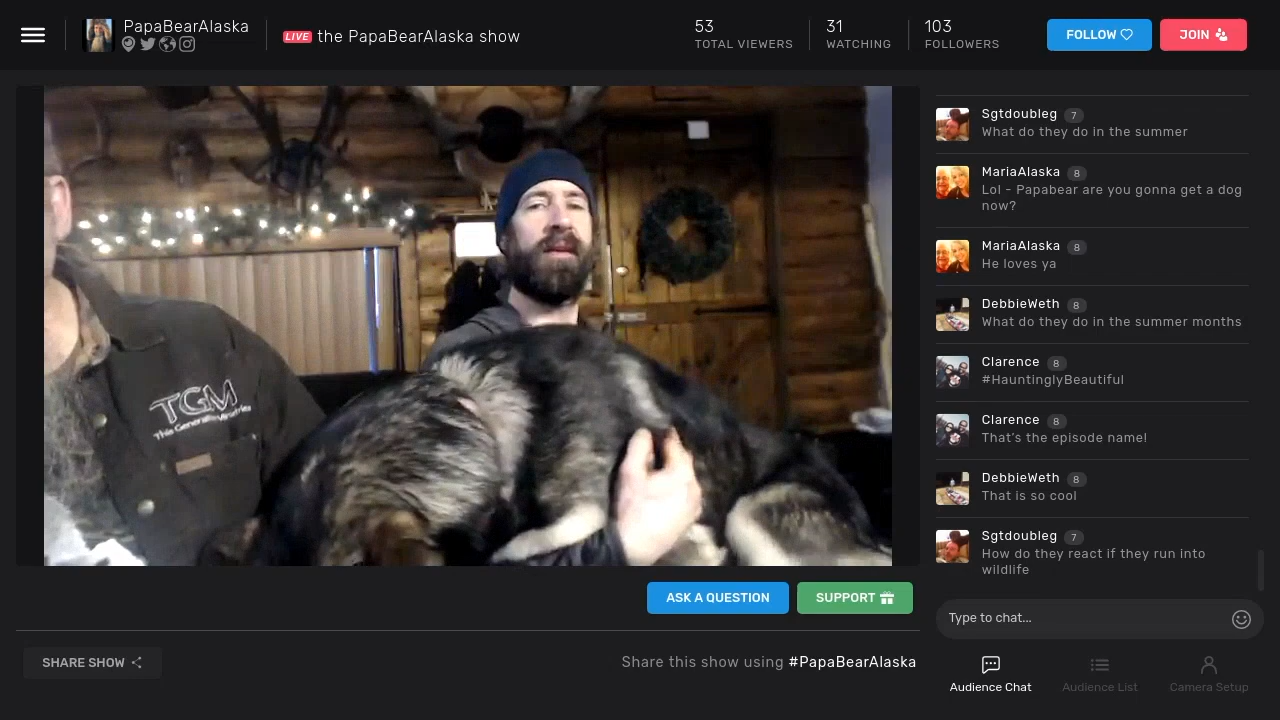 PapaBearAlaska
LIVE the PapaBearAlaska show
53
TOTAL VIEWERS
31
WATCHING
103
FOLLOWERS
FOLLOW
JOIN
TGM
This Generation Ministries
ASK A QUESTION
SUPPORT
SHARE SHOW
Share this show using #PapaBearAlaska
Sgtdoubleg 7
What do they do in the summer
MariaAlaska 8
Lol - Papabear are you gonna get a dog
now?
MariaAlaska 8
He loves ya
DebbieWeth 8
What do they do in the summer months
Clarence 8
#HauntinglyBeautiful
Clarence 8
That's the episode name!
DebbieWeth 8
That is so cool
Sgtdoubleg 7
How do they react if they run into
wildlife
Type to chat...
Audience Chat
Audience List
Camera Setup